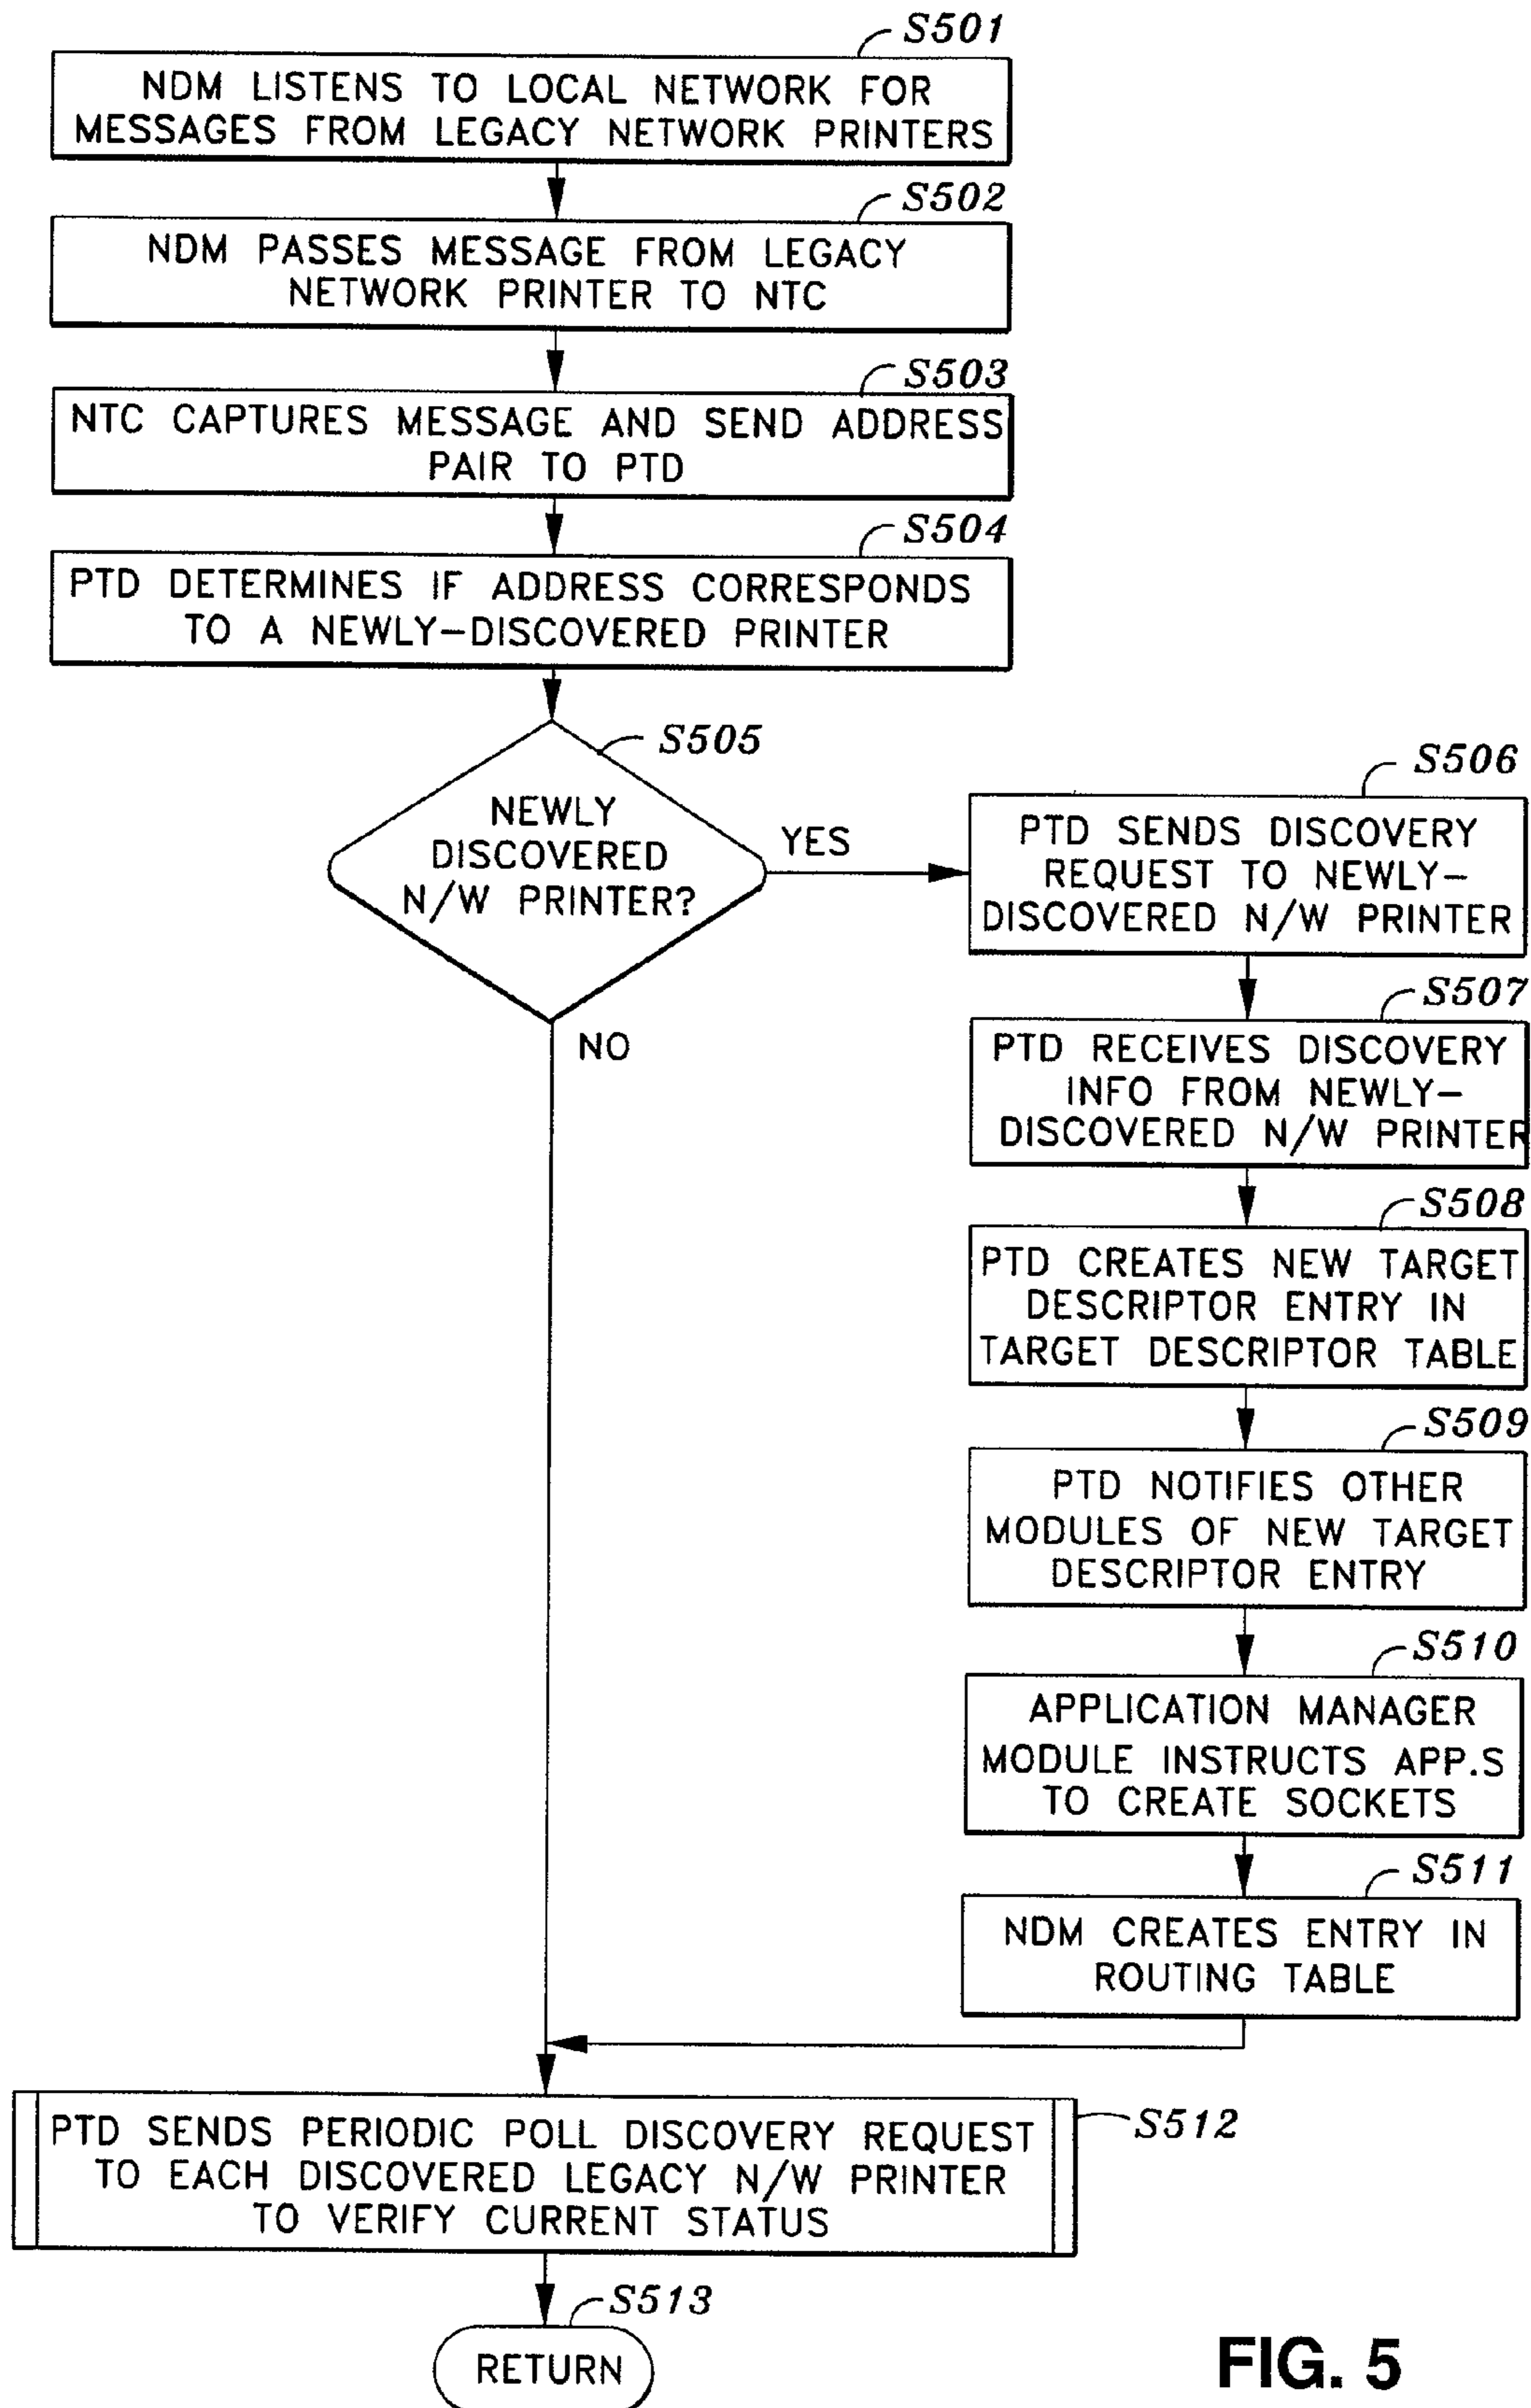 S501
NDM LISTENS TO LOCAL NETWORK FOR
MESSAGES FROM LEGACY NETWORK PRINTERS
S502
NDM PASSES MESSAGE FROM LEGACY
NETWORK PRINTER TO NTC
S503
NTC CAPTURES MESSAGE AND SEND ADDRESS
PAIR TO PTD
S504
PTD DETERMINES IF ADDRESS CORRESPONDS
TO A NEWLY-DISCOVERED PRINTER
S505
NEWLY
DISCOVERED
N/W PRINTER?
YES
NO
S506
PTD SENDS DISCOVERY
REQUEST TO NEWLY-
DISCOVERED N/W PRINTER
S507
PTD RECEIVES DISCOVERY
INFO FROM NEWLY-
DISCOVERED N/W PRINTER
S508
PTD CREATES NEW TARGET
DESCRIPTOR ENTRY IN
TARGET DESCRIPTOR TABLE
S509
PTD NOTIFIES OTHER
MODULES OF NEW TARGET
DESCRIPTOR ENTRY
S510
APPLICATION MANAGER
MODULE INSTRUCTS APP.S
TO CREATE SOCKETS
S511
NDM CREATES ENTRY IN
ROUTING TABLE
S512
PTD SENDS PERIODIC POLL DISCOVERY REQUEST
TO EACH DISCOVERED LEGACY N/W PRINTER
TO VERIFY CURRENT STATUS
S513
RETURN
FIG. 5